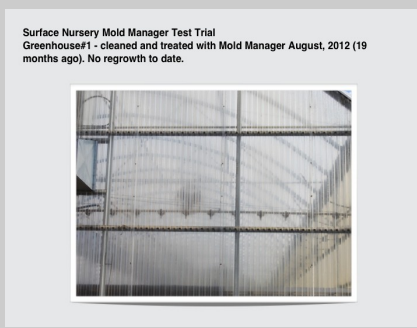 Surface Nursery Mold Manager Test Trial
Greenhouse#1 - cleaned and treated with Mold Manager August, 2012 (19
months ago). No regrowth to date.